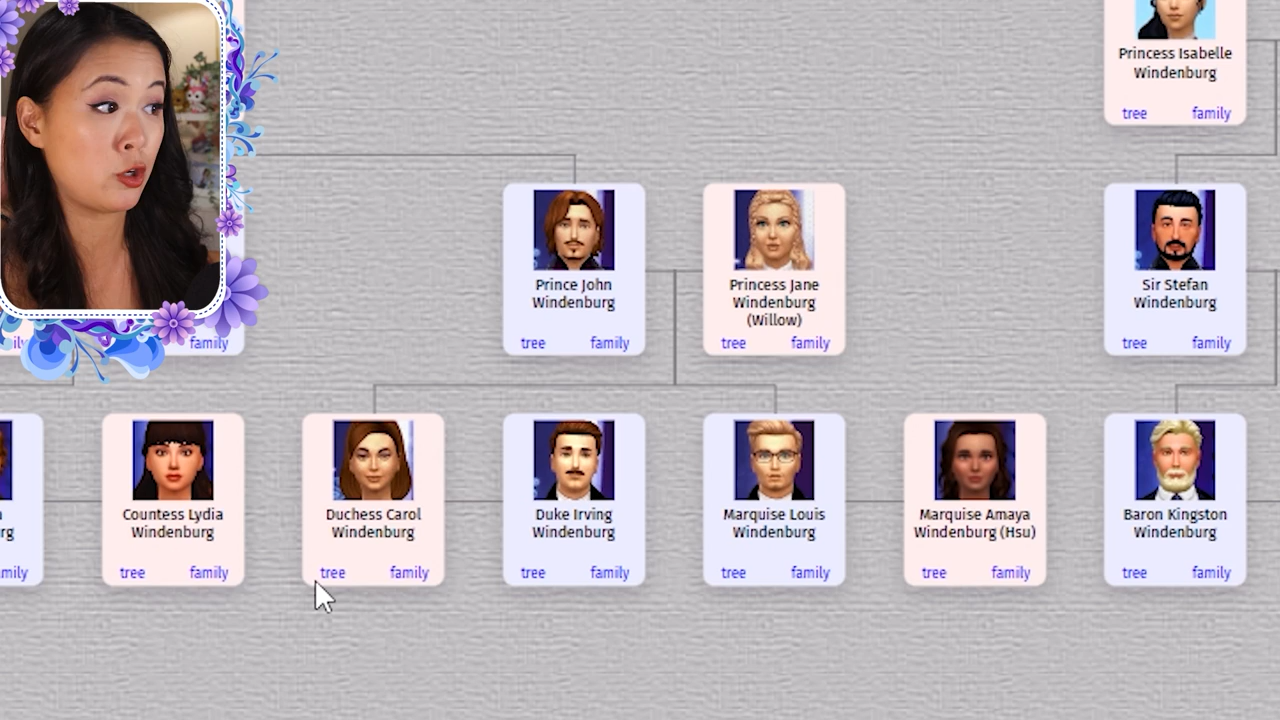 Princess Isabelle
Windenburg
tree family
family
Prince John
Windenburg
tree family
Princess Jane
Windenburg
(Willow)
tree family
Sir Stefan
Windenburg
tree family
Countess Lydia
Windenburg
tree family
Duchess Carol
Windenburg
tree family
Duke Irving
Windenburg
tree family
Marquise Louis
Windenburg
tree family
Marquise Amaya
Windenburg (Hsu)
tree family
Baron Kingston
Windenburg
tree family